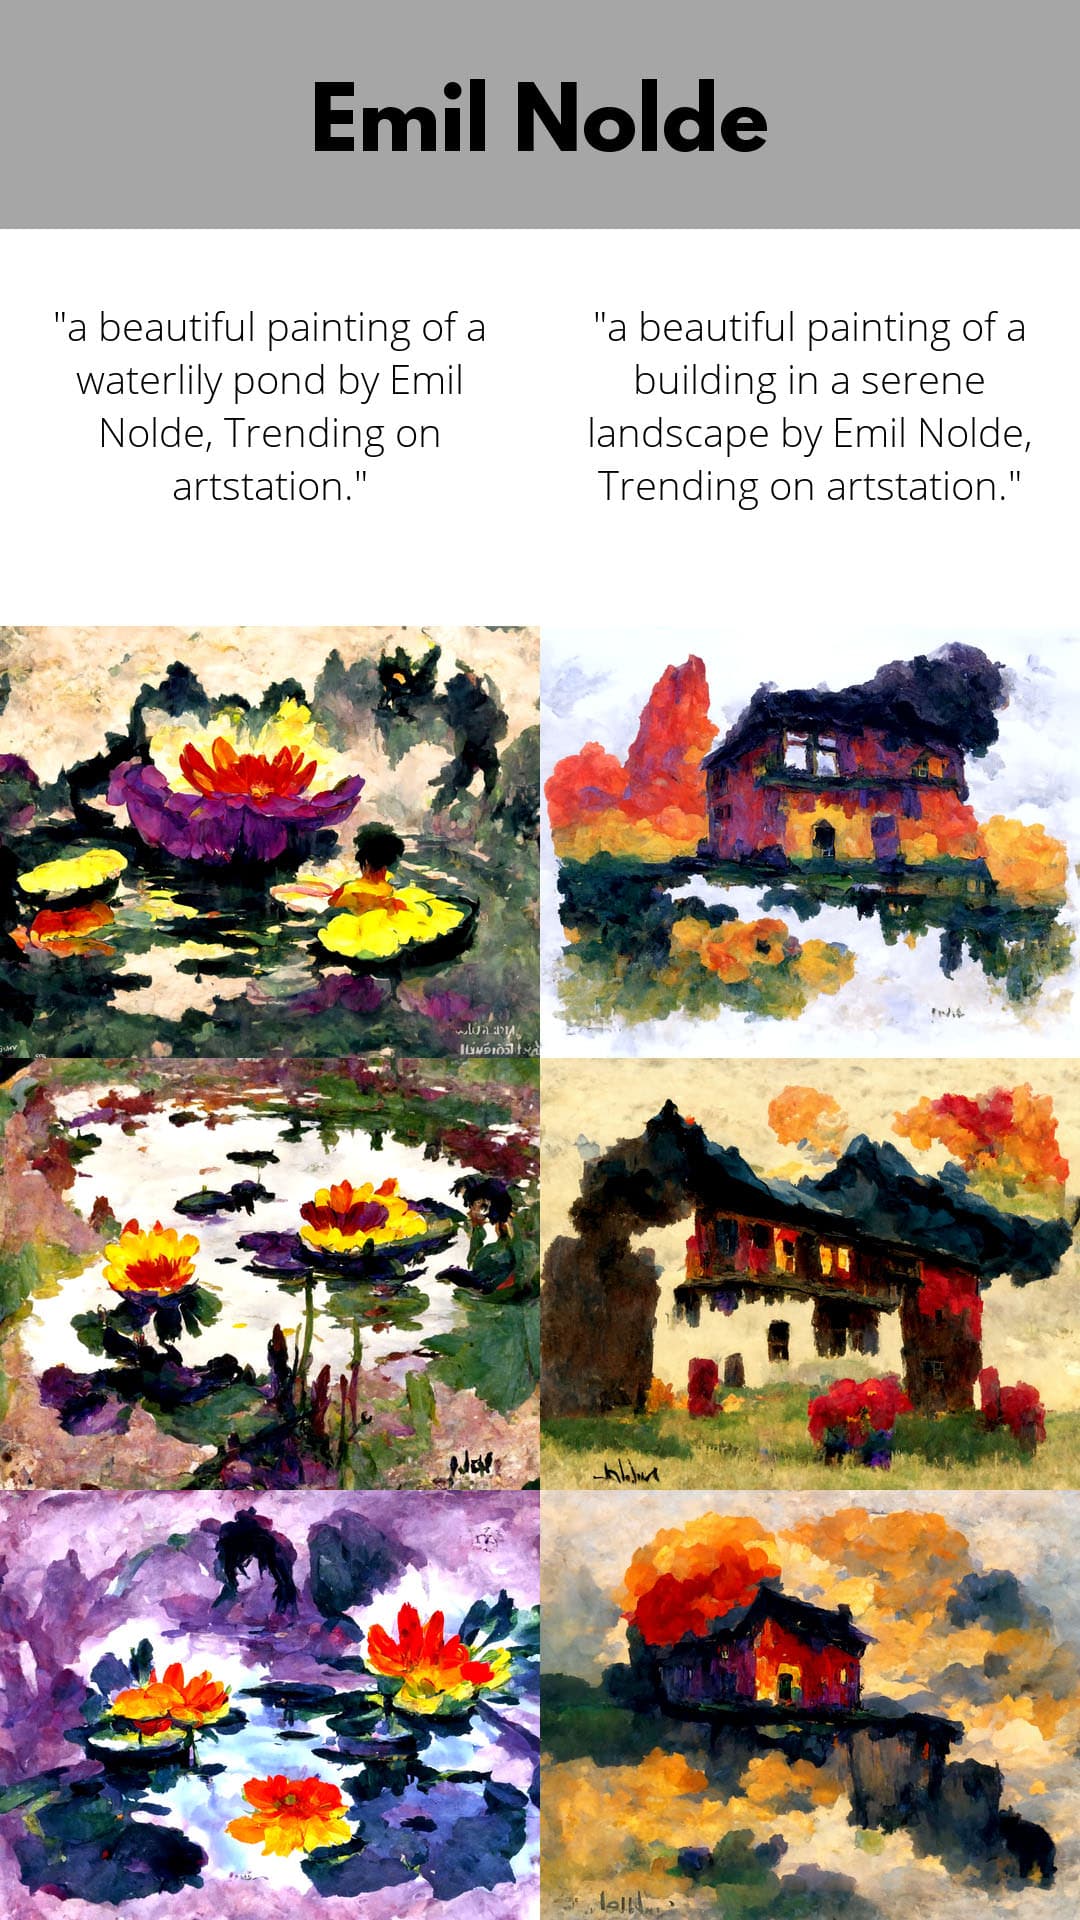 Emil Nolde
"a beautiful painting of a
waterlily pond by Emil
Nolde, Trending on
artstation."
"a beautiful painting of a
building in a serene
landscape by Emil Nolde,
Trending on artstation."